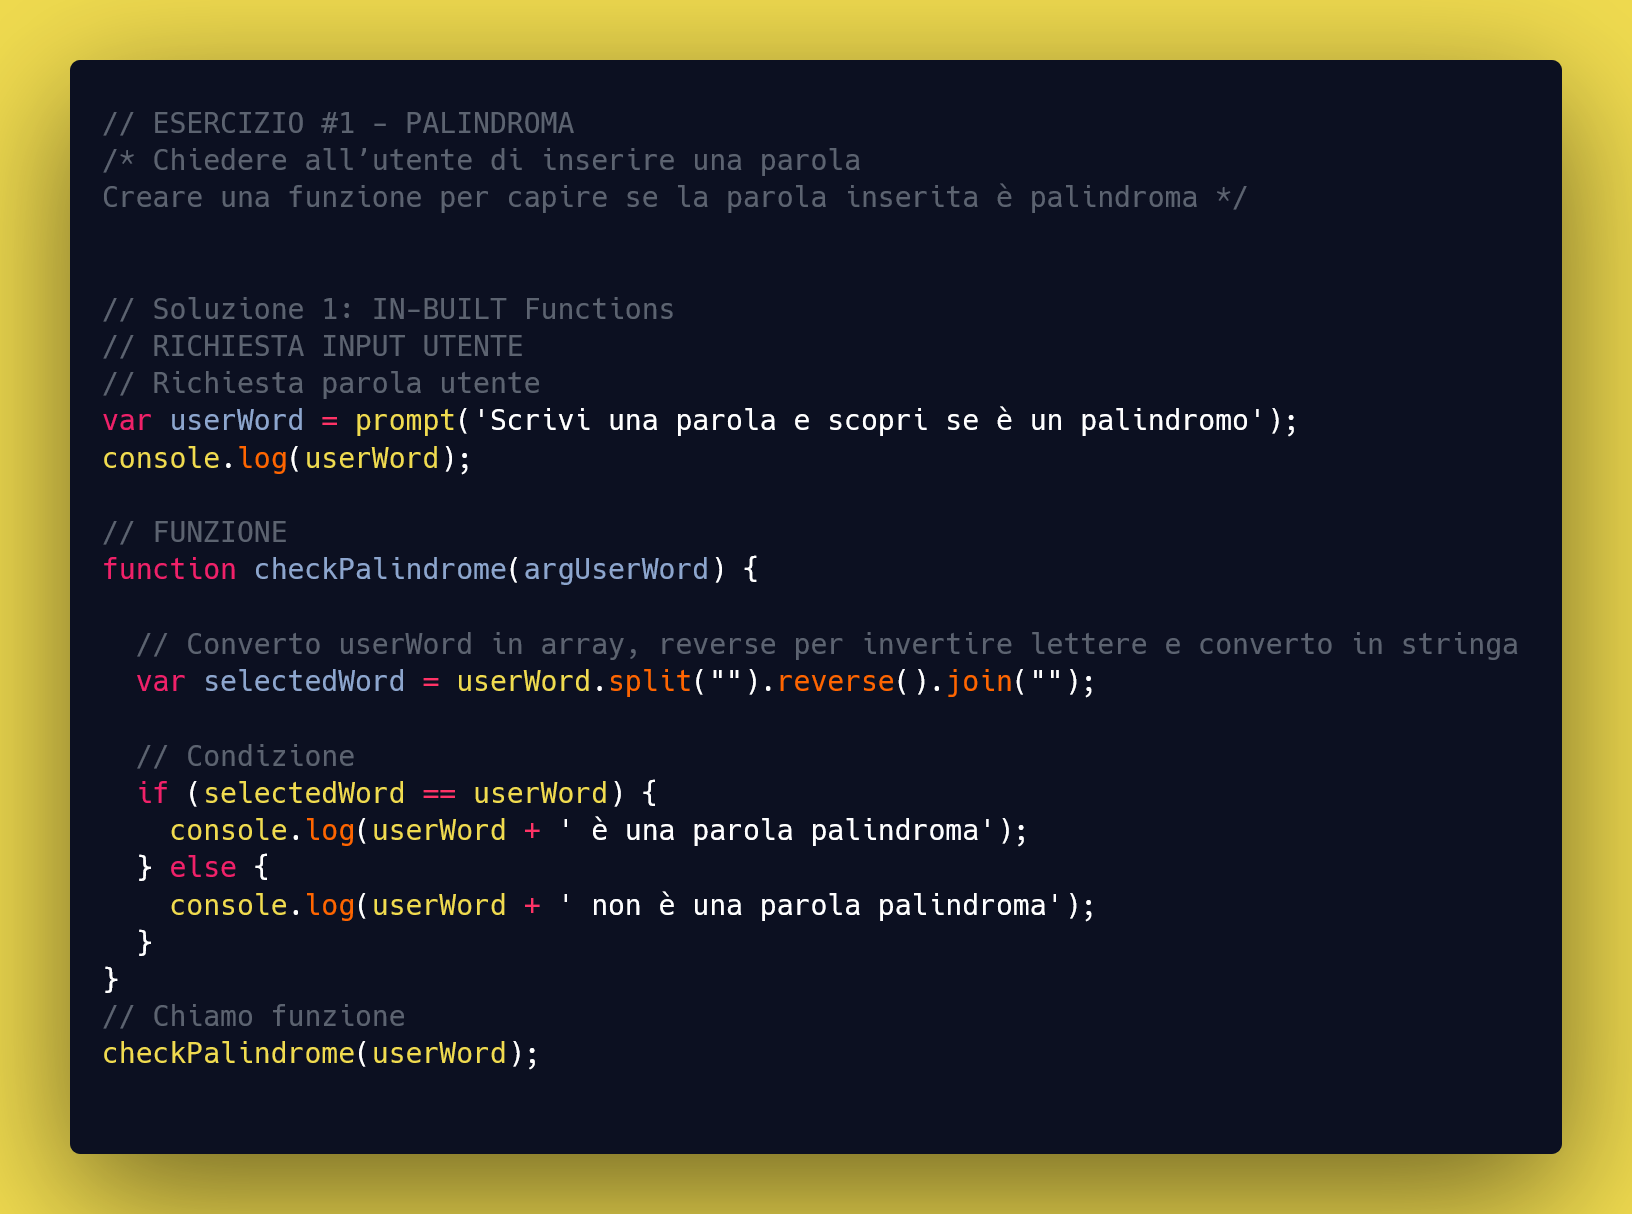 // ESERCIZIO #1 - PALINDROMA
/* Chiedere all’utente di inserire una parola
Creare una funzione per capire se la parola inserita è palindroma */
// Soluzione 1: IN-BUILT Functions
// RICHIESTA INPUT UTENTE
// Richiesta parola utente
var userWord = prompt('Scrivi una parola e scopri se è un palindromo');
console.log(userWord);
// FUNZIONE
function checkPalindrome(argUserWord) {
  // Converto userWord in array, reverse per invertire lettere e converto in stringa
  var selectedWord = userWord.split("").reverse().join("");
  // Condizione
  if (selectedWord == userWord) {
    console.log(userWord + ' è una parola palindroma');
  } else {
    console.log(userWord + ' non è una parola palindroma');
  }
}
// Chiamo funzione
checkPalindrome(userWord);